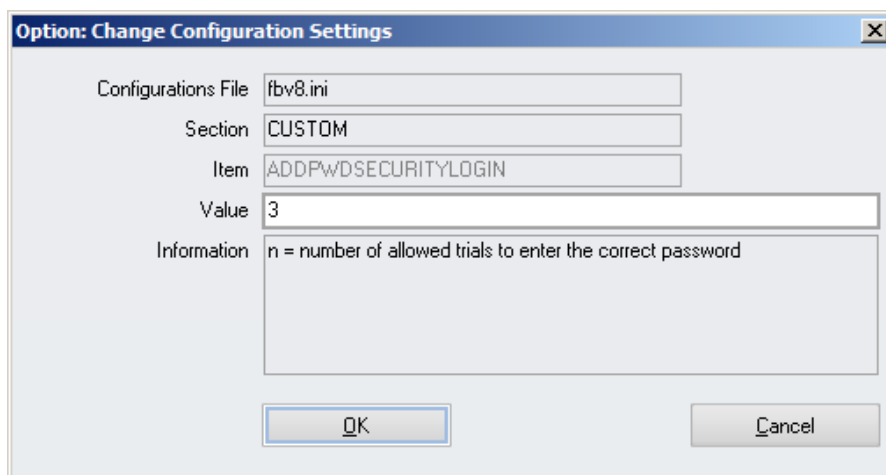 Option: Change Configuration Settings
Configurations File fbv8.ini
Section CUSTOM
Item ADDPWDSECURITYLOGIN
Value 3
Information n = number of allowed trials to enter the correct password
OK Cancel